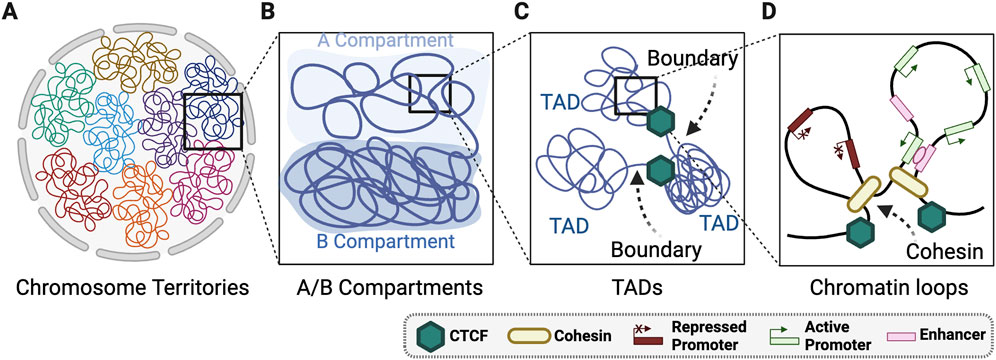 A
B
C
D
A Compartment
B Compartment
Boundary
TAD
TAD
TAD
Boundary
Cohesin
Chromosome Territories
A/B Compartments
TADs
Chromatin loops
CTCF
Cohesin
Repressed
Promoter
Active
Promoter
Enhancer